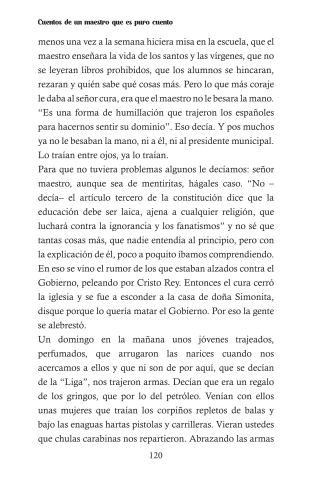 Cuentos de un maestro que es puro cuento
menos una vez a la semana hiciera misa en la escuela, que el
maestro enseñara la vida de los santos y las vírgenes, que no
se leyeran libros prohibidos, que los alumnos se hincaran,
rezaran y quién sabe qué cosas más. Pero lo que más coraje
le daba al señor cura, era que el maestro no le besara la mano.
“Es una forma de humillación que trajeron los españoles
para hacernos sentir su dominio”. Eso decía. Y pos muchos
ya no le besaban la mano, ni a él, ni al presidente municipal.
Lo traían entre ojos, ya lo traían.
Para que no tuviera problemas algunos le decíamos: señor
maestro, aunque sea de mentiritas, hágales caso. “No –
decía– el artículo tercero de la constitución dice que la
educación debe ser laica, ajena a cualquier religión, que
luchará contra la ignorancia y los fanatismos” y no sé que
tantas cosas más, que nadie entendía al principio, pero con
la explicación de él, poco a poquito íbamos comprendiendo.
En eso se vino el rumor de los que estaban alzados contra el
Gobierno, peleando por Cristo Rey. Entonces el cura cerró
la iglesia y se fue a esconder a la casa de doña Simonita,
disque porque lo quería matar el Gobierno. Por eso la gente
se alebrestó.
Un domingo en la mañana unos jóvenes trajeados,
perfumados, que arrugaron las narices cuando nos
acercamos a ellos y que ni son de por aquí, que se decían
de la “Liga”, nos trajeron armas. Decían que era un regalo
de los gringos, que por lo del petróleo. Venían con ellos
unas mujeres que traían los corpiños repletos de balas y
bajo las enaguas hartas pistolas y carrilleras. Vieran ustedes
que chulas carabinas nos repartieron. Abrazando las armas
120